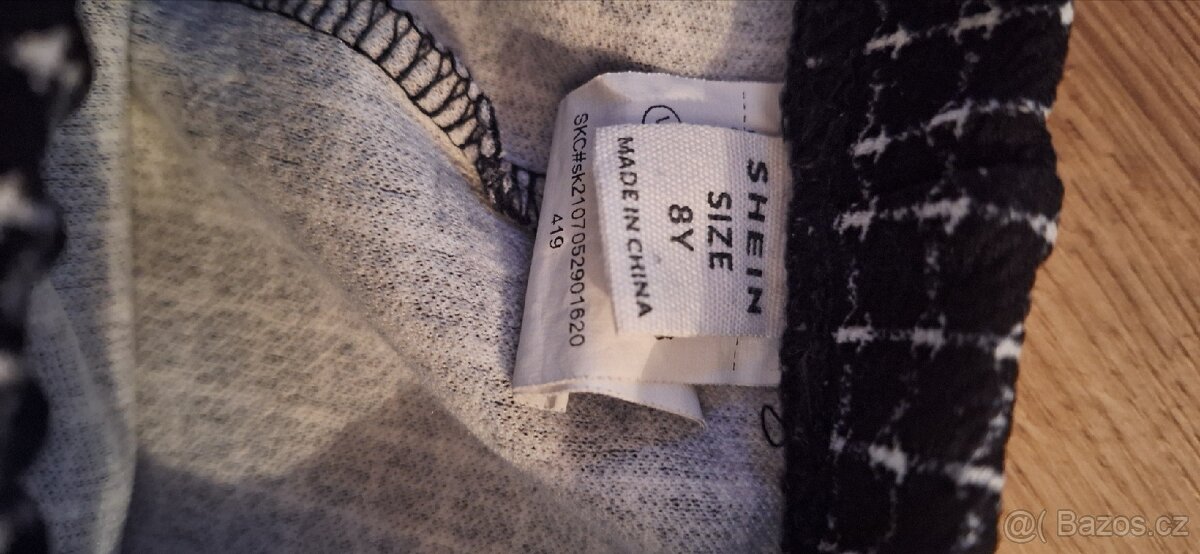 SHEIN
SIZE
8Y
MADE IN CHINA
SKC#sk2107052901620
419
@( Bazos.cz